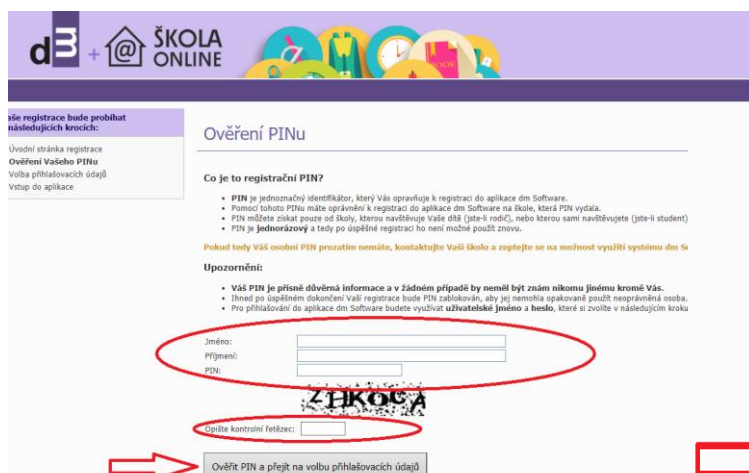 dm + @ ŠKOLA ONLINE
BOOK
aše registrace bude probíhat
následujících krocích:
Úvodní stránka registrace
Ověření Vašeho PINu
Volba přihlašovacích údajů
Vstup do aplikace
Ověření PINu
Co je to registrační PIN?
• PIN je jednoznačný identifikátor, který Vás opravňuje k registraci do aplikace dm Software.
• Pomocí tohoto PINu máte oprávnění k registraci do aplikace dm Software na škole, která PIN vydala.
• PIN můžete získat pouze od školy, kterou navštěvuje Vaše dítě (jste-li rodič), nebo kterou sami navštěvujete (jste-li student)
• PIN je jednorázový a tedy po úspěšné registraci ho není možné použít znovu.
Pokud tedy Váš osobní PIN prozatím nemáte, kontaktujte Vaši školu a zeptejte se na možnost využití systému dm
Upozornění:
• Váš PIN je přísně důvěrná informace a v žádném případě by neměl být znám nikomu jinému kromě Vás.
• Ihned po úspěšném dokončení Vaší registrace bude PIN zablokován, aby jej nemohla opakovaně použít neoprávněná osoba.
• Pro přihlašování do aplikace dm Software budete využívat uživatelské jméno a heslo, které si zvolíte v následujícím kroku
Jméno:
Příjmení:
PIN:
Opište kontrolní řetězec:
Ověřit PIN a přejít na volbu přihlašovacích údajů